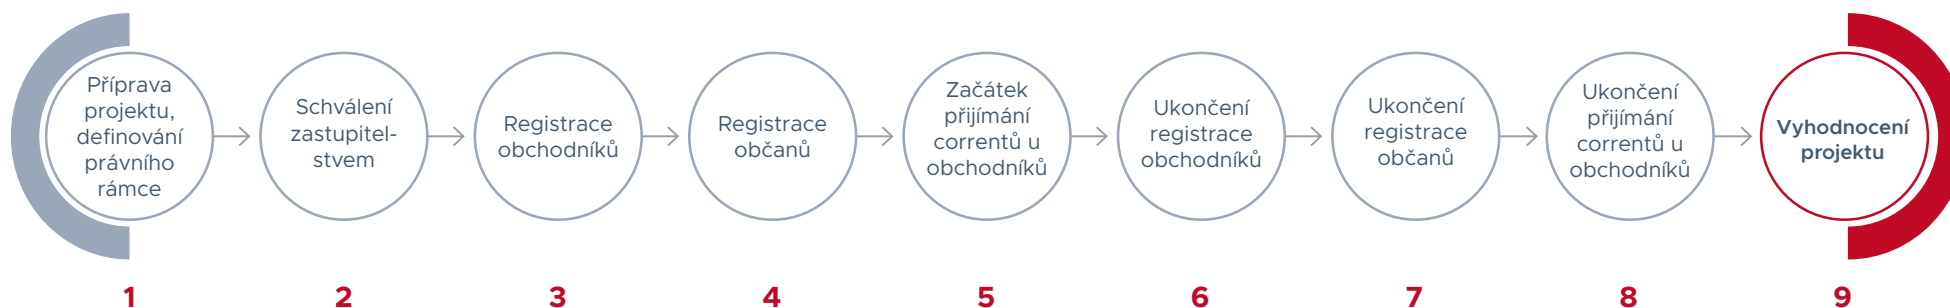 Příprava
projektu,
definování
právního
rámce
Schválení
zastupitel-
stvem
Registrace
obchodníků
Registrace
občanů
Začátek
přijímání
correntů u
obchodníků
Ukončení
registrace
obchodníků
Ukončení
registrace
občanů
Ukončení
přijímání
correntů u
obchodníků
Vyhodnocení
projektu
1
2
3
4
5
6
7
8
9